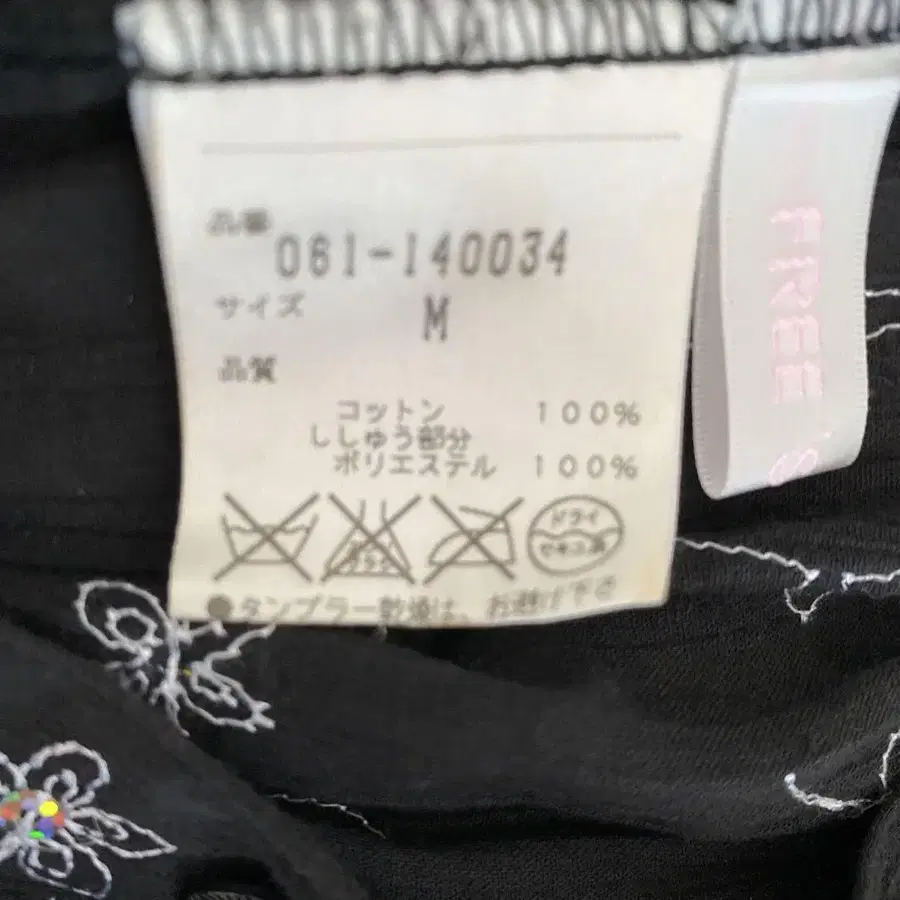 品番
061-140034
サイズ M
品質
コットン 100%
ししゅう部分
ポリエステル 100%
ドライ
セキユ系
●タンブラー乾燥は、お避け下さ
FREE'S